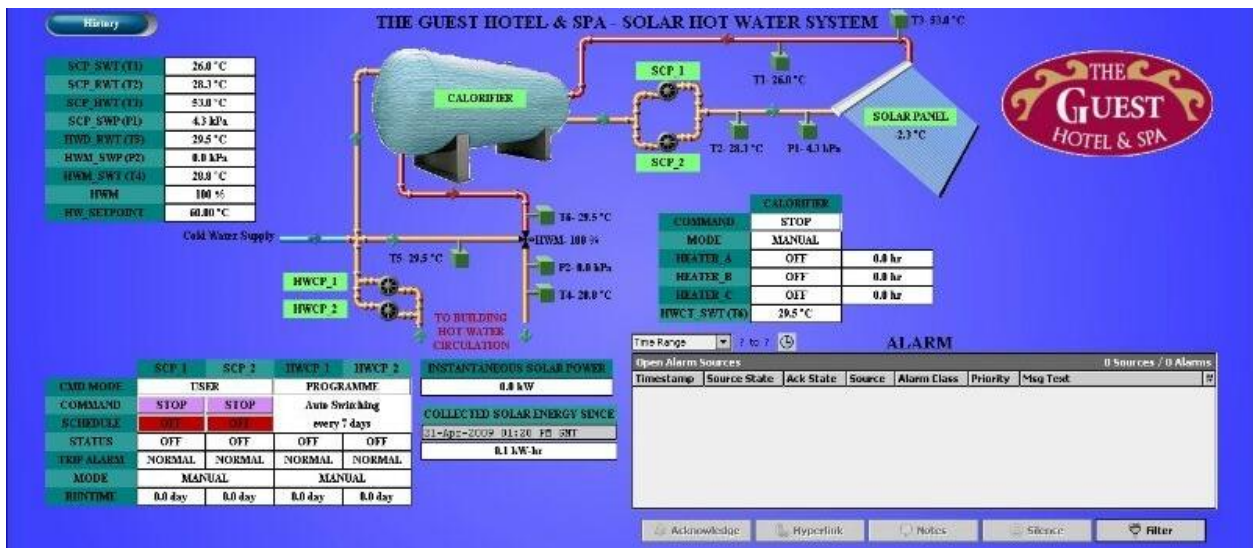 History
THE GUEST HOTEL & SPA - SOLAR HOT WATER SYSTEM
T3- 53.0 °C
SCP_SWT (T1) 26.0 °C
SCP_RWT (T2) 28.3 °C
SCP_HWT (T3) 53.0 °C
SCP_SWP (P1) 4.3 kPa
HWD_RWT (T5) 29.5 °C
HWM_SWP (P2) 0.0 kPa
HWM_SWT (T4) 28.8 °C
HWM 100 %
HW_SETPOINT 60.00 °C
CALORIFIER
SCP_1
SCP_2
T1- 26.0 °C
T2- 28.3 °C
P1- 4.3 kPa
SOLAR PANEL
2.3 °C
THE
GUEST
HOTEL & SPA
Cold Water Supply
T5- 29.5 °C
T6- 29.5 °C
HWM- 100 %
P2- 0.0 kPa
T4- 28.8 °C
HWCP_1
HWCP_2
TO BUILDING
HOT WATER
CIRCULATION
CALORIFIER
COMMAND STOP
MODE MANUAL
HEATER_A OFF 0.0 hr
HEATER_B OFF 0.0 hr
HEATER_C OFF 0.0 hr
HWCT_SWT (T6) 29.5 °C
SCP_1 SCP_2 HWCP_1 HWCP_2
CMD MODE USER PROGRAMME
COMMAND STOP STOP Auto Switching
SCHEDULE OFF OFF every 7 days
STATUS OFF OFF OFF OFF
TRIP ALARM NORMAL NORMAL NORMAL NORMAL
MODE MANUAL MANUAL
RUNTIME 0.0 day 0.0 day 0.0 day 0.0 day
INSTANTANEOUS SOLAR POWER
0.0 kW
COLLECTED SOLAR ENERGY SINCE
21-Apr-2009 01:20 PM GMT
0.1 kW-hr
Time Range ? to ?
ALARM
Open Alarm Sources 0 Sources / 0 Alarms
Timestamp Source State Ack State Source Alarm Class Priority Msg Text
Acknowledge Hyperlink Notes Silence Filter